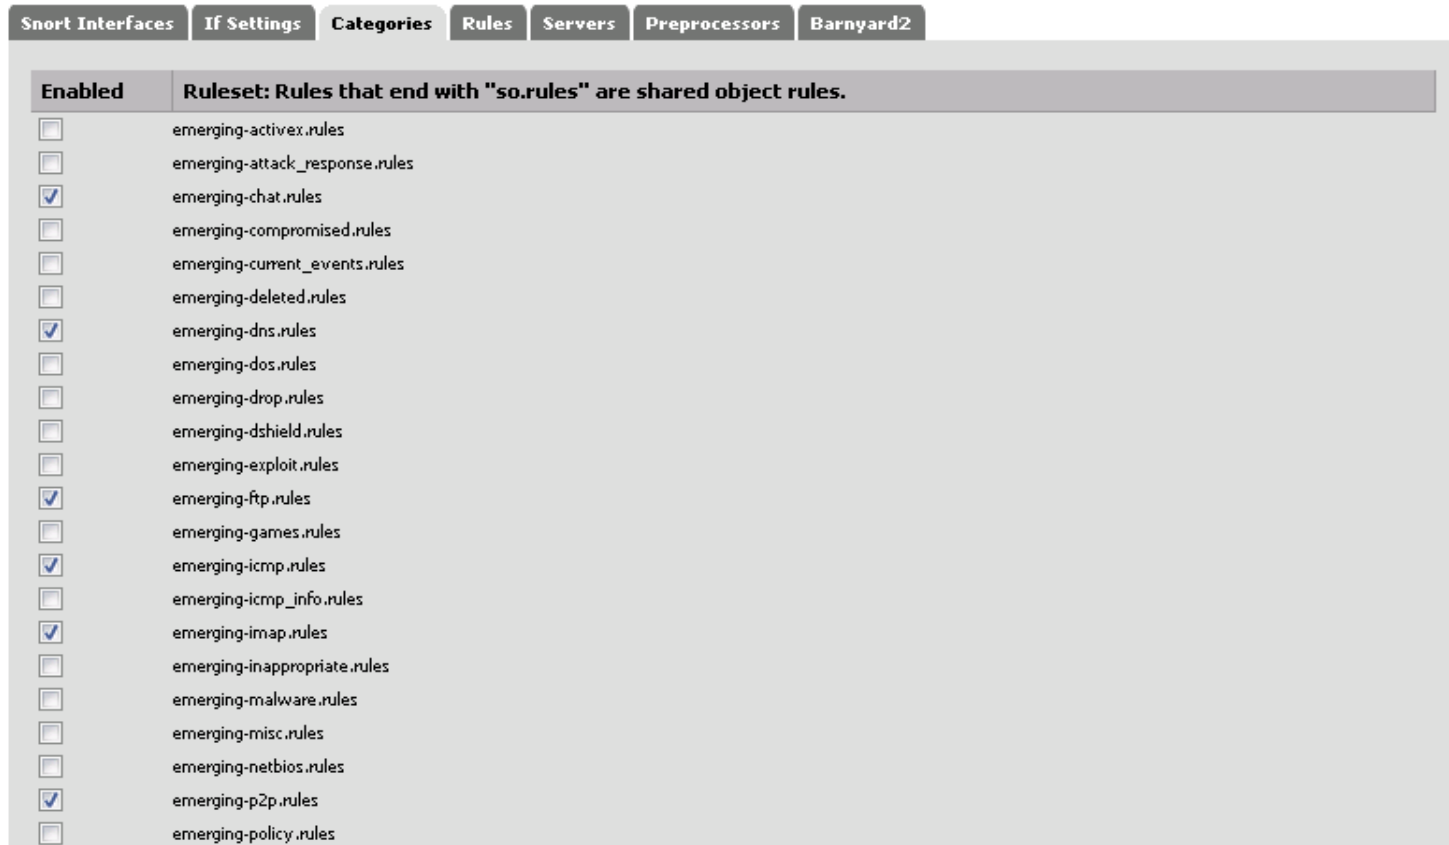 Snort Interfaces If Settings Categories Rules Servers Preprocessors Barnyard2
Enabled Ruleset: Rules that end with "so.rules" are shared object rules.
emerging-activex.rules
emerging-attack_response.rules
emerging-chat.rules
emerging-compromised.rules
emerging-current_events.rules
emerging-deleted.rules
emerging-dns.rules
emerging-dos.rules
emerging-drop.rules
emerging-dshield.rules
emerging-exploit.rules
emerging-ftp.rules
emerging-games.rules
emerging-icmp.rules
emerging-icmp_info.rules
emerging-imap.rules
emerging-inappropriate.rules
emerging-malware.rules
emerging-misc.rules
emerging-netbios.rules
emerging-p2p.rules
emerging-policy.rules